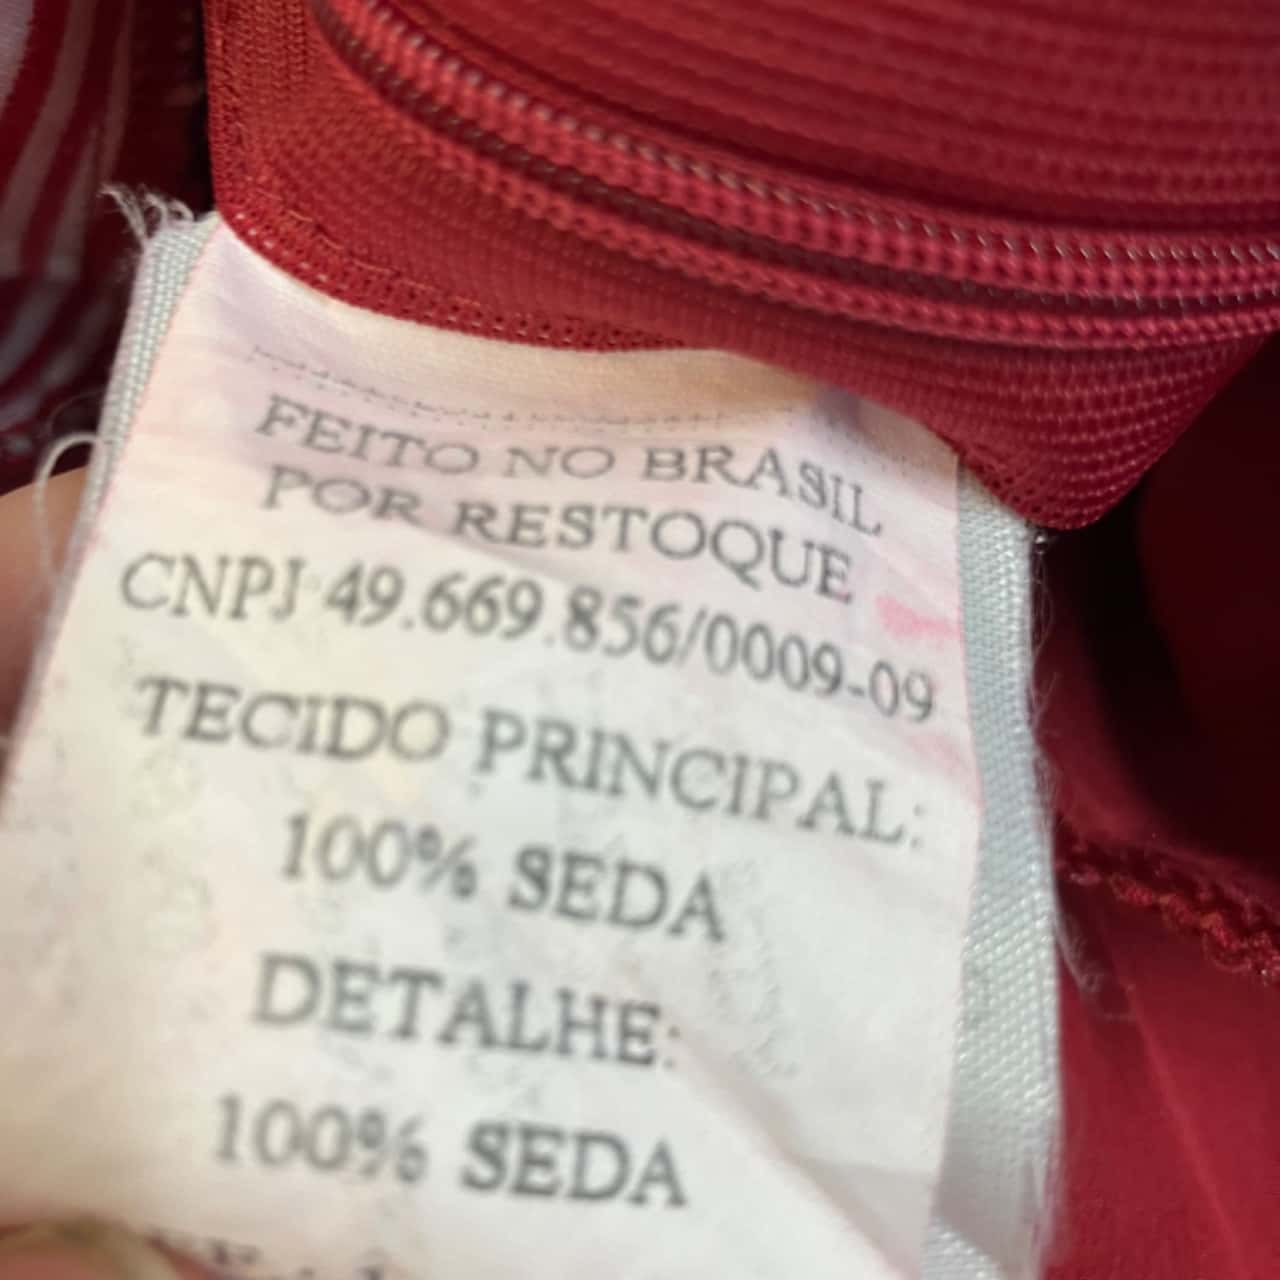 FEITO NO BRASIL
POR RESTOQUE
CNPJ 49.669.856/0009-09
TECIDO PRINCIPAL:
100% SEDA
DETALHE:
100% SEDA